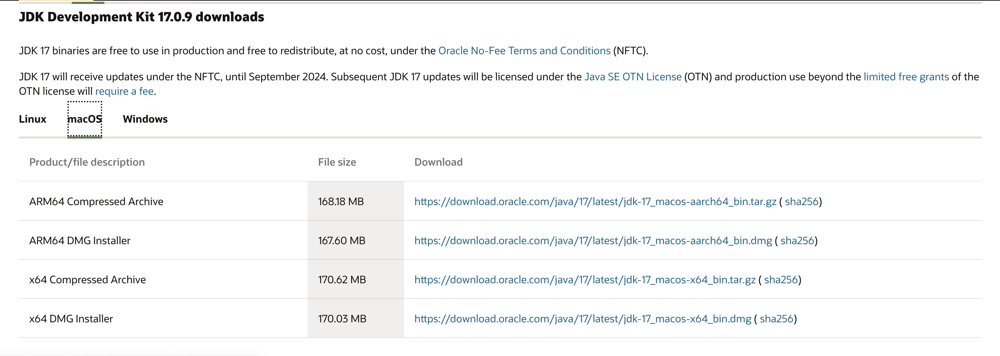 JDK Development Kit 17.0.9 downloads
JDK 17 binaries are free to use in production and free to redistribute, at no cost, under the Oracle No-Fee Terms and Conditions (NFTC).
JDK 17 will receive updates under the NFTC, until September 2024. Subsequent JDK 17 updates will be licensed under the Java SE OTN License (OTN) and production use beyond the limited free grants of the
OTN license will require a fee.
Linux macOS Windows
Product/file description File size Download
ARM64 Compressed Archive 168.18 MB https://download.oracle.com/java/17/latest/jdk-17_macos-aarch64_bin.tar.gz ( sha256)
ARM64 DMG Installer 167.60 MB https://download.oracle.com/java/17/latest/jdk-17_macos-aarch64_bin.dmg ( sha256)
x64 Compressed Archive 170.62 MB https://download.oracle.com/java/17/latest/jdk-17_macos-x64_bin.tar.gz ( sha256)
x64 DMG Installer 170.03 MB https://download.oracle.com/java/17/latest/jdk-17_macos-x64_bin.dmg ( sha256)